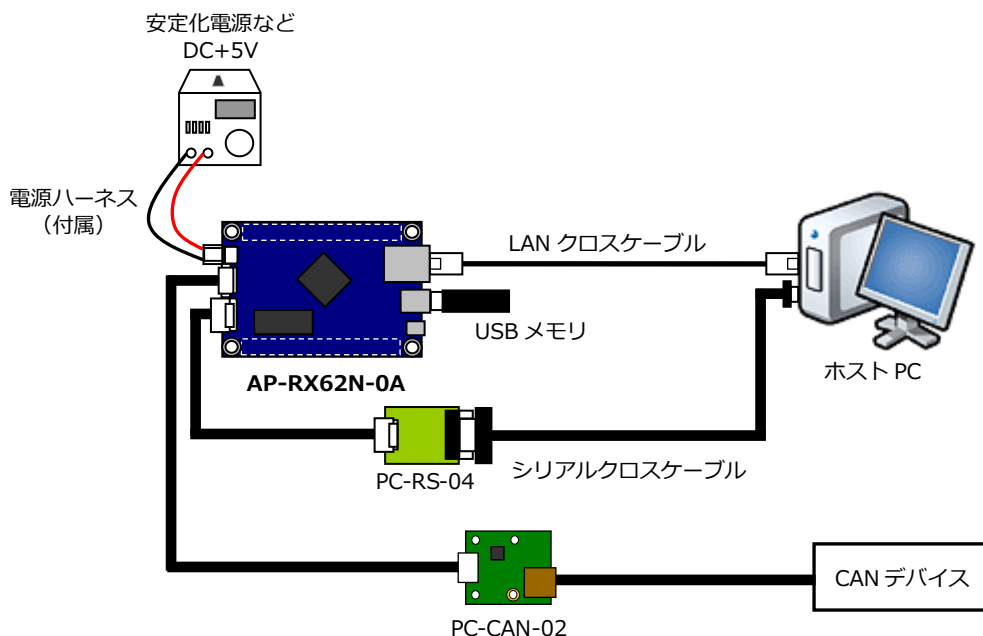 安定化電源など
DC+5V
電源ハーネス
（付属）
LAN クロスケーブル
USB メモリ
ホスト PC
AP-RX62N-0A
PC-RS-04
シリアルクロスケーブル
CAN デバイス
PC-CAN-02